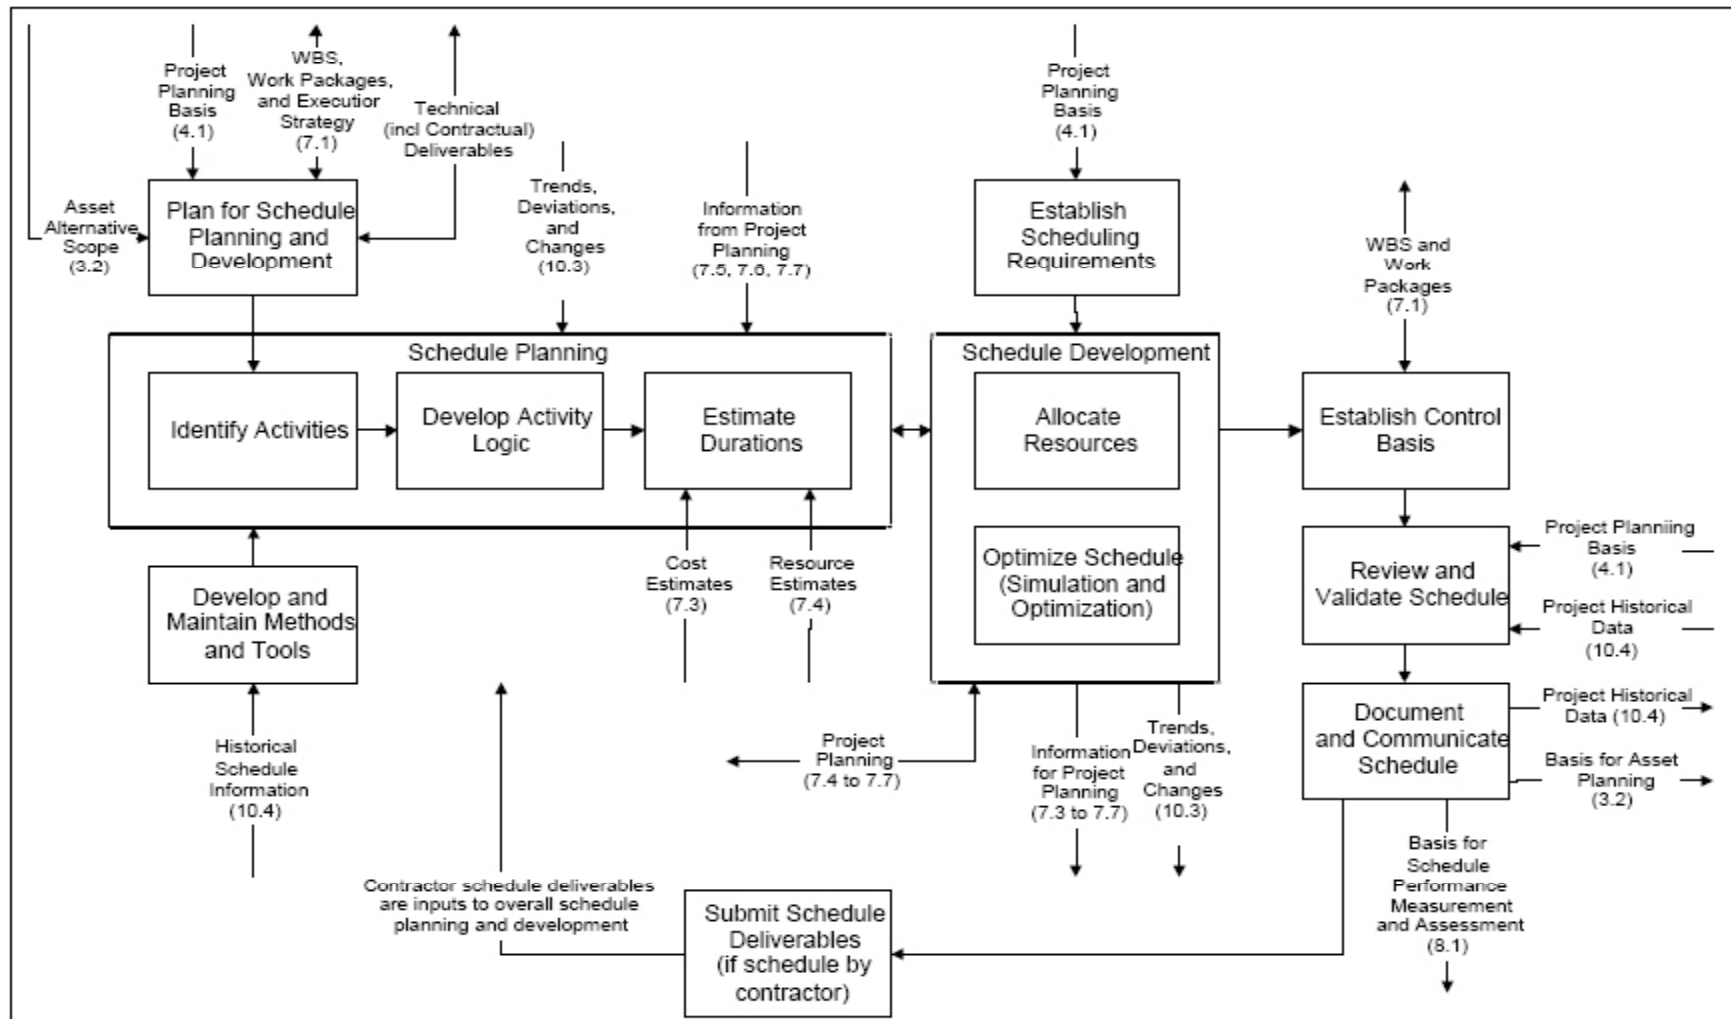 Project
Planning
Basis
(4.1)
WBS,
Work Packages,
and Executior
Strategy
(7.1)
Technical
(incl Contractual)
Deliverables
Project
Planning
Basis
(4.1)
Asset
Alternative
Scope
(3.2)
Plan for Schedule
Planning and
Development
Trends,
Deviations,
and
Changes
(10.3)
Information
from Project
Planning
(7.5, 7.6, 7.7)
Establish
Scheduling
Requirements
WBS and
Work
Packages
(7.1)
Schedule Planning
Identify Activities
Develop Activity
Logic
Estimate
Durations
Schedule Development
Allocate
Resources
Optimize Schedule
(Simulation and
Optimization)
Establish Control
Basis
Develop and
Maintain Methods
and Tools
Cost
Estimates
(7.3)
Resource
Estimates
(7.4)
Review and
Validate Schedule
Project Planniing
Basis
(4.1)
Project Historical
Data
(10.4)
Historical
Schedule
Information
(10.4)
Project
Planning
(7.4 to 7.7)
Information
for Project
Planning
(7.3 to 7.7)
Trends,
Deviations,
and
Changes
(10.3)
Document
and Communicate
Schedule
Project Historical
Data (10.4)
Basis for Asset
Planning
(3.2)
Contractor schedule deliverables
are inputs to overall schedule
planning and development
Submit Schedule
Deliverables
(if schedule by
contractor)
Basis for
Schedule
Performance
Measurement
and Assessment
(8.1)